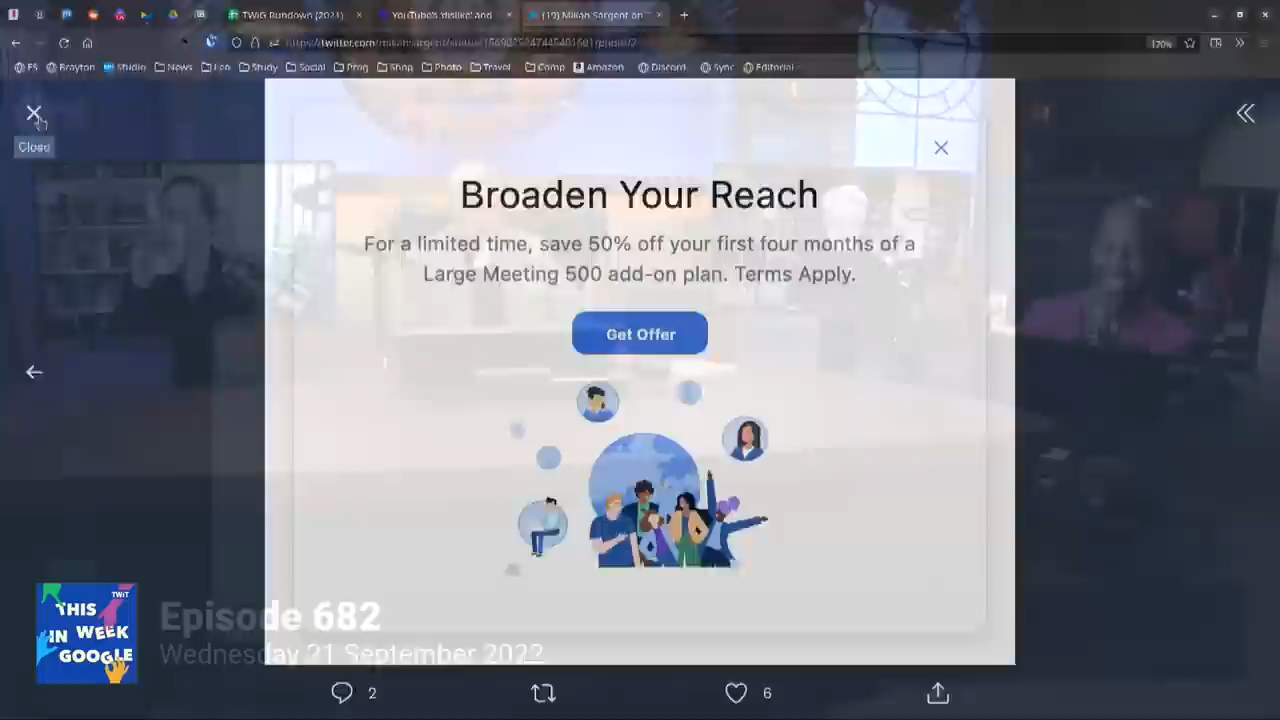 TWiG Rundown (2021)
YouTube's 'dislike' and
(19) Mikah Sargent on
170%
Brayton
Studio
News
Leo
Study
Social
Prog
Shop
Photo
Travel
Comp
Amazon
Discord
Sync
Editorial
Close
Broaden Your Reach
For a limited time, save 50% off your first four months of a
Large Meeting 500 add-on plan. Terms Apply.
Get Offer
TWiT
THIS
IN WEEK
GOOGLE
Episode 682
Wednesday 21 September 2022
2
6